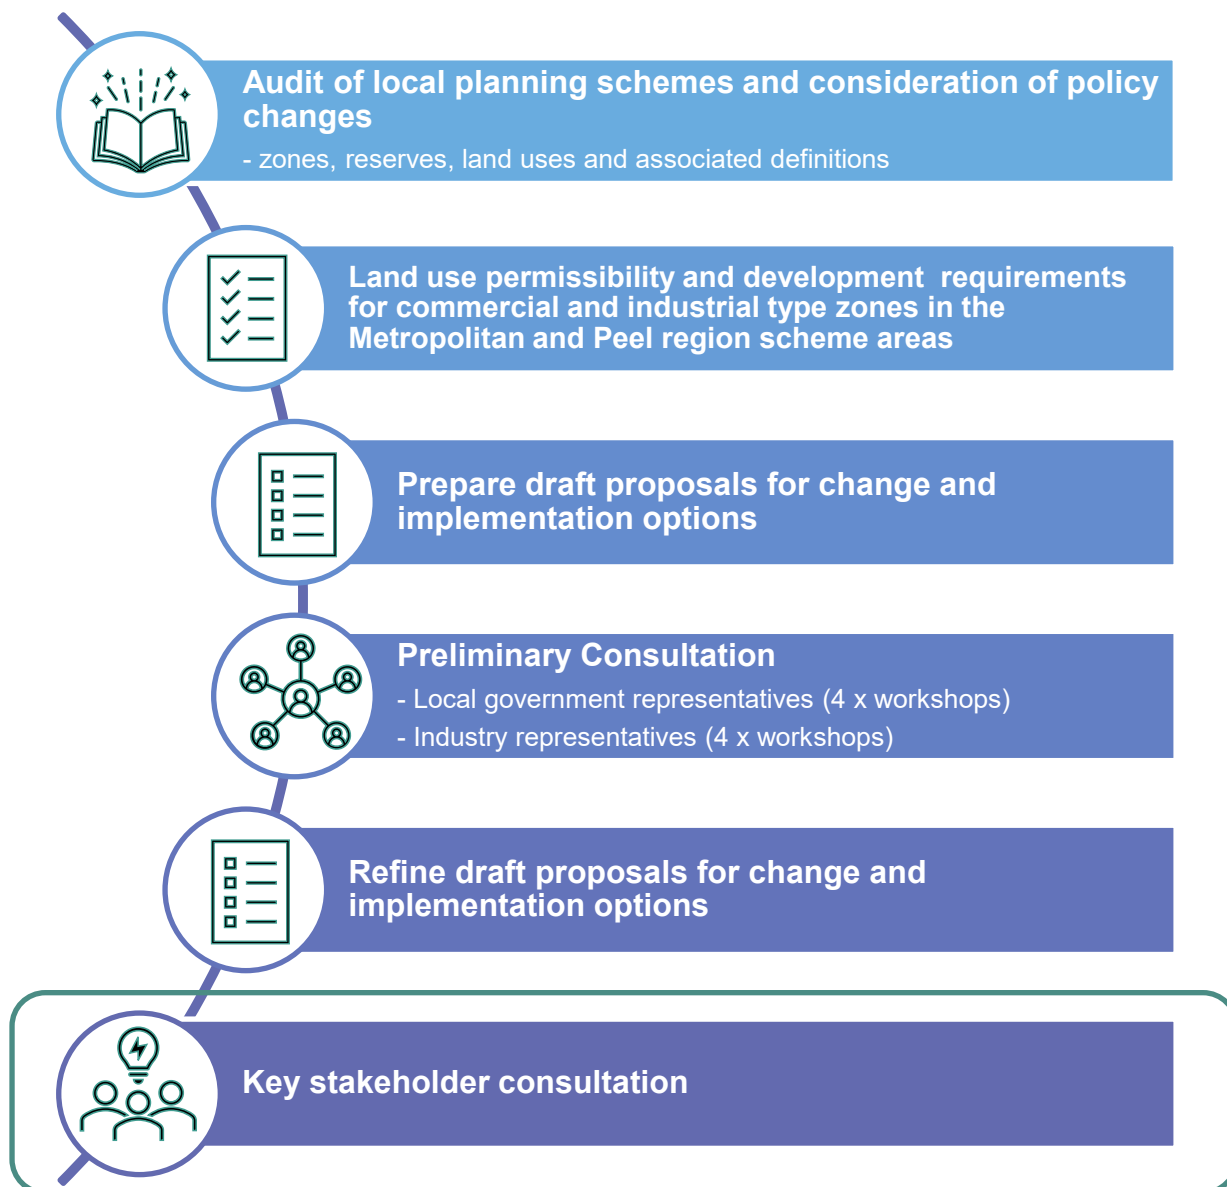 Audit of local planning schemes and consideration of policy
changes
- zones, reserves, land uses and associated definitions
Land use permissibility and development  requirements
for commercial and industrial type zones in the
Metropolitan and Peel region scheme areas
Prepare draft proposals for change and
implementation options
Preliminary Consultation
- Local government representatives (4 x workshops)
- Industry representatives (4 x workshops)
Refine draft proposals for change and
implementation options
Key stakeholder consultation